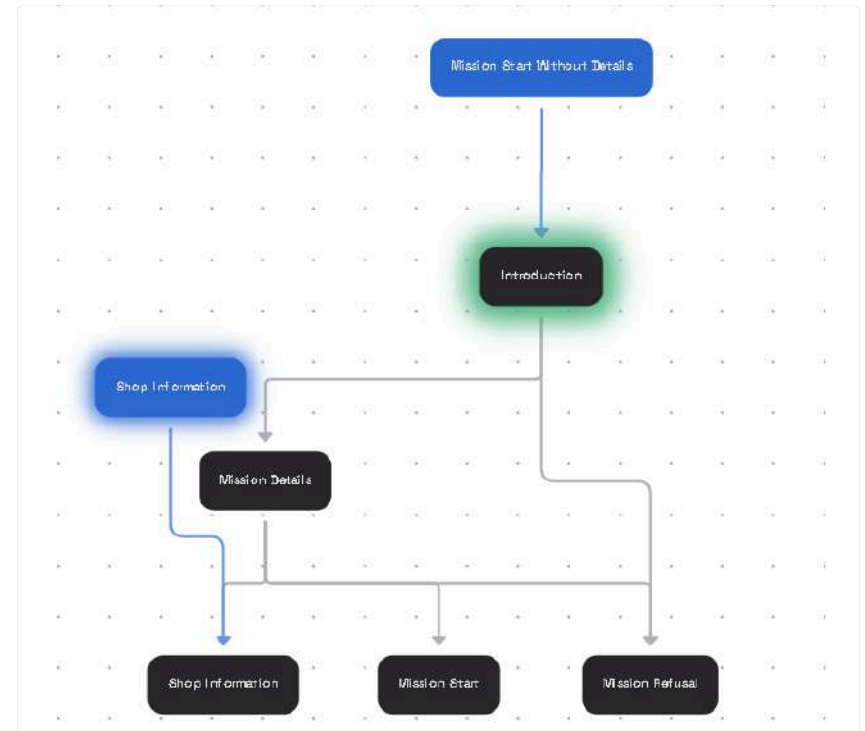 Mission Start Without Details
Introduction
Shop Information
Mission Details
Shop Information
Mission Start
Mission Refusal